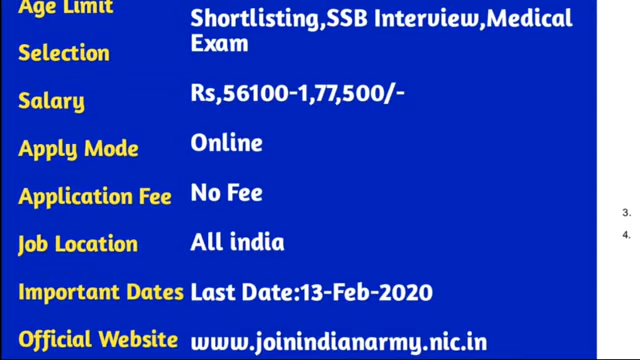 Age Limit
Shortlisting,SSB Interview,Medical
Exam
Selection
Salary Rs,56100-1,77,500/-
Apply Mode Online
Application Fee No Fee
Job Location All india
Important Dates Last Date:13-Feb-2020
Official Website www.joinindianarmy.nic.in
3.
4.